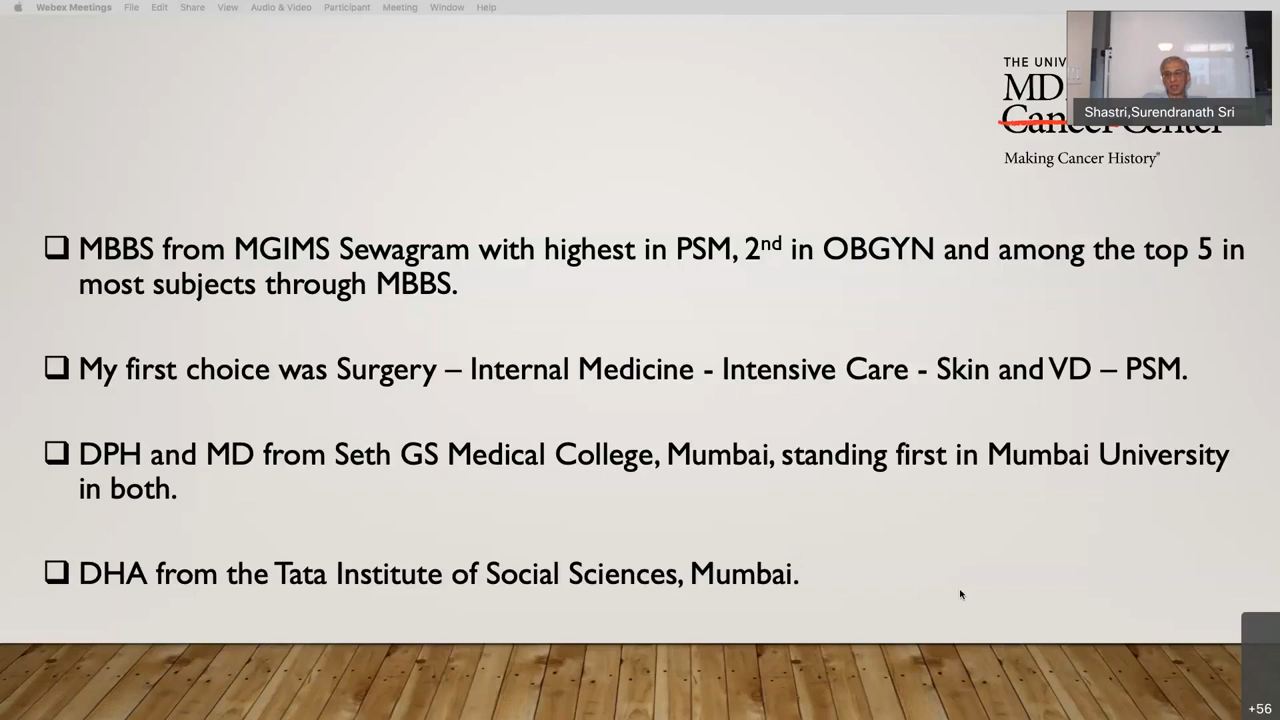 Webex Meetings File Edit Share View Audio & Video Participant Meeting Window Help
THE UNIV
MD
Cancer Center
Making Cancer History®
Shastri,Surendranath Sri
MBBS from MGIMS Sewagram with highest in PSM, 2nd in OBGYN and among the top 5 in
most subjects through MBBS.
My first choice was Surgery – Internal Medicine - Intensive Care - Skin and VD – PSM.
DPH and MD from Seth GS Medical College, Mumbai, standing first in Mumbai University
in both.
DHA from the Tata Institute of Social Sciences, Mumbai.
+56